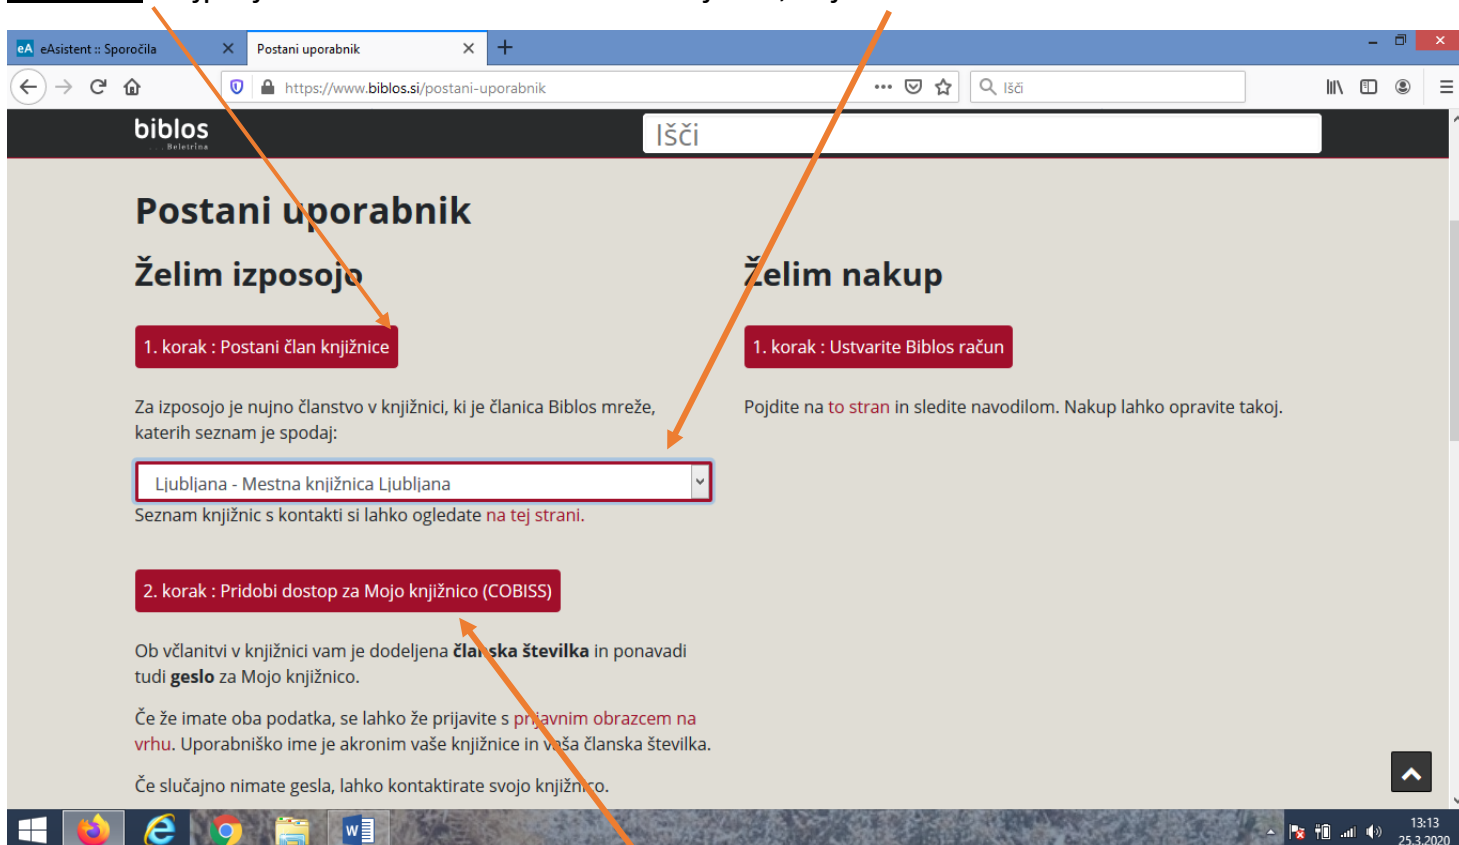 eA eAsistent :: Sporočila
Postani uporabnik
https://www.biblos.si/postani-uporabnik
Išči
biblos
... Beletrina
Išči
Postani uporabnik
Želim izposojo
Želim nakup
1. korak : Postani član knjižnice
1. korak : Ustvarite Biblos račun
Za izposojo je nujno članstvo v knjižnici, ki je članica Biblos mreže,
katerih seznam je spodaj:
Pojdite na to stran in sledite navodilom. Nakup lahko opravite takoj.
Ljubljana - Mestna knjižnica Ljubljana
Seznam knjižnic s kontakti si lahko ogledate na tej strani.
2. korak : Pridobi dostop za Mojo knjižnico (COBISS)
Ob včlanitvi v knjižnici vam je dodeljena članska številka in ponavadi
tudi geslo za Mojo knjižnico.
Če že imate oba podatka, se lahko že prijavite s prijavnim obrazcem na
vrhu. Uporabniško ime je akronim vaše knjižnice in vaša članska številka.
Če slučajno nimate gesla, lahko kontaktirate svojo knjižnico.
13:13
25.3.2020